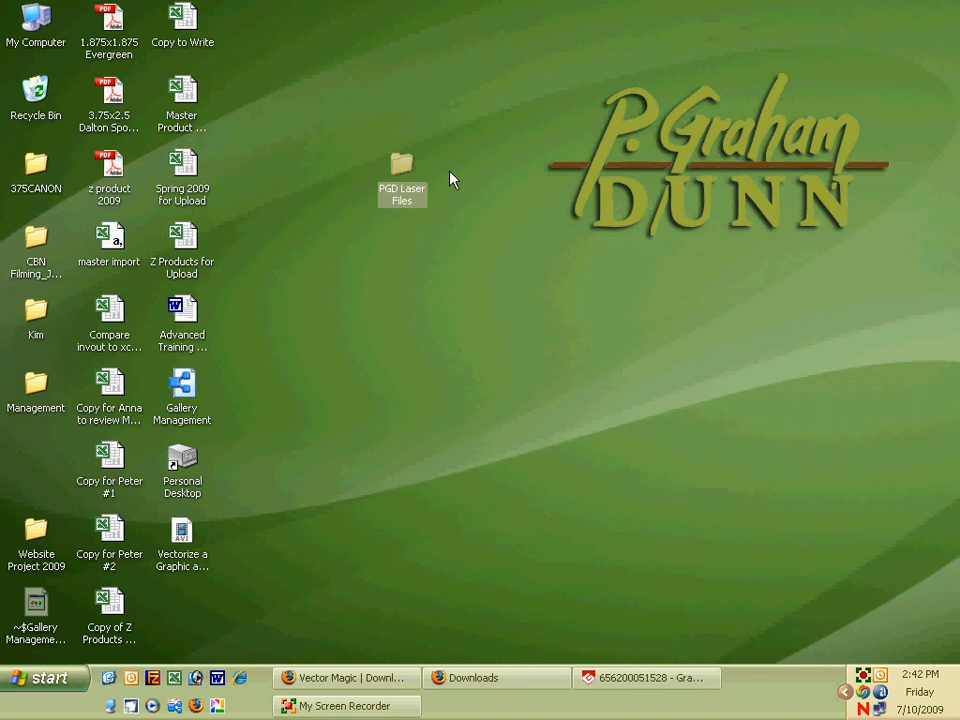 My Computer
1.875x1.875
Evergreen
Copy to Write
Recycle Bin
3.75x2.5
Dalton Spo...
Master
Product ...
375CANON
z product
2009
Spring 2009
for Upload
PGD Laser
Files
P. Graham
DUNN
CBN
Filming_J...
master import
Z Products for
Upload
Kim
Compare
invout to xc...
Advanced
Training ...
Management
Copy for Anna
to review M...
Gallery
Management
Copy for Peter
#1
Personal
Desktop
Website
Project 2009
Copy for Peter
#2
Vectorize a
Graphic a...
~$Gallery
Manageme...
Copy of Z
Products ...
start
Vector Magic | Downl...
Downloads
656200051528 - Gra...
My Screen Recorder
2:42 PM
Friday
7/10/2009